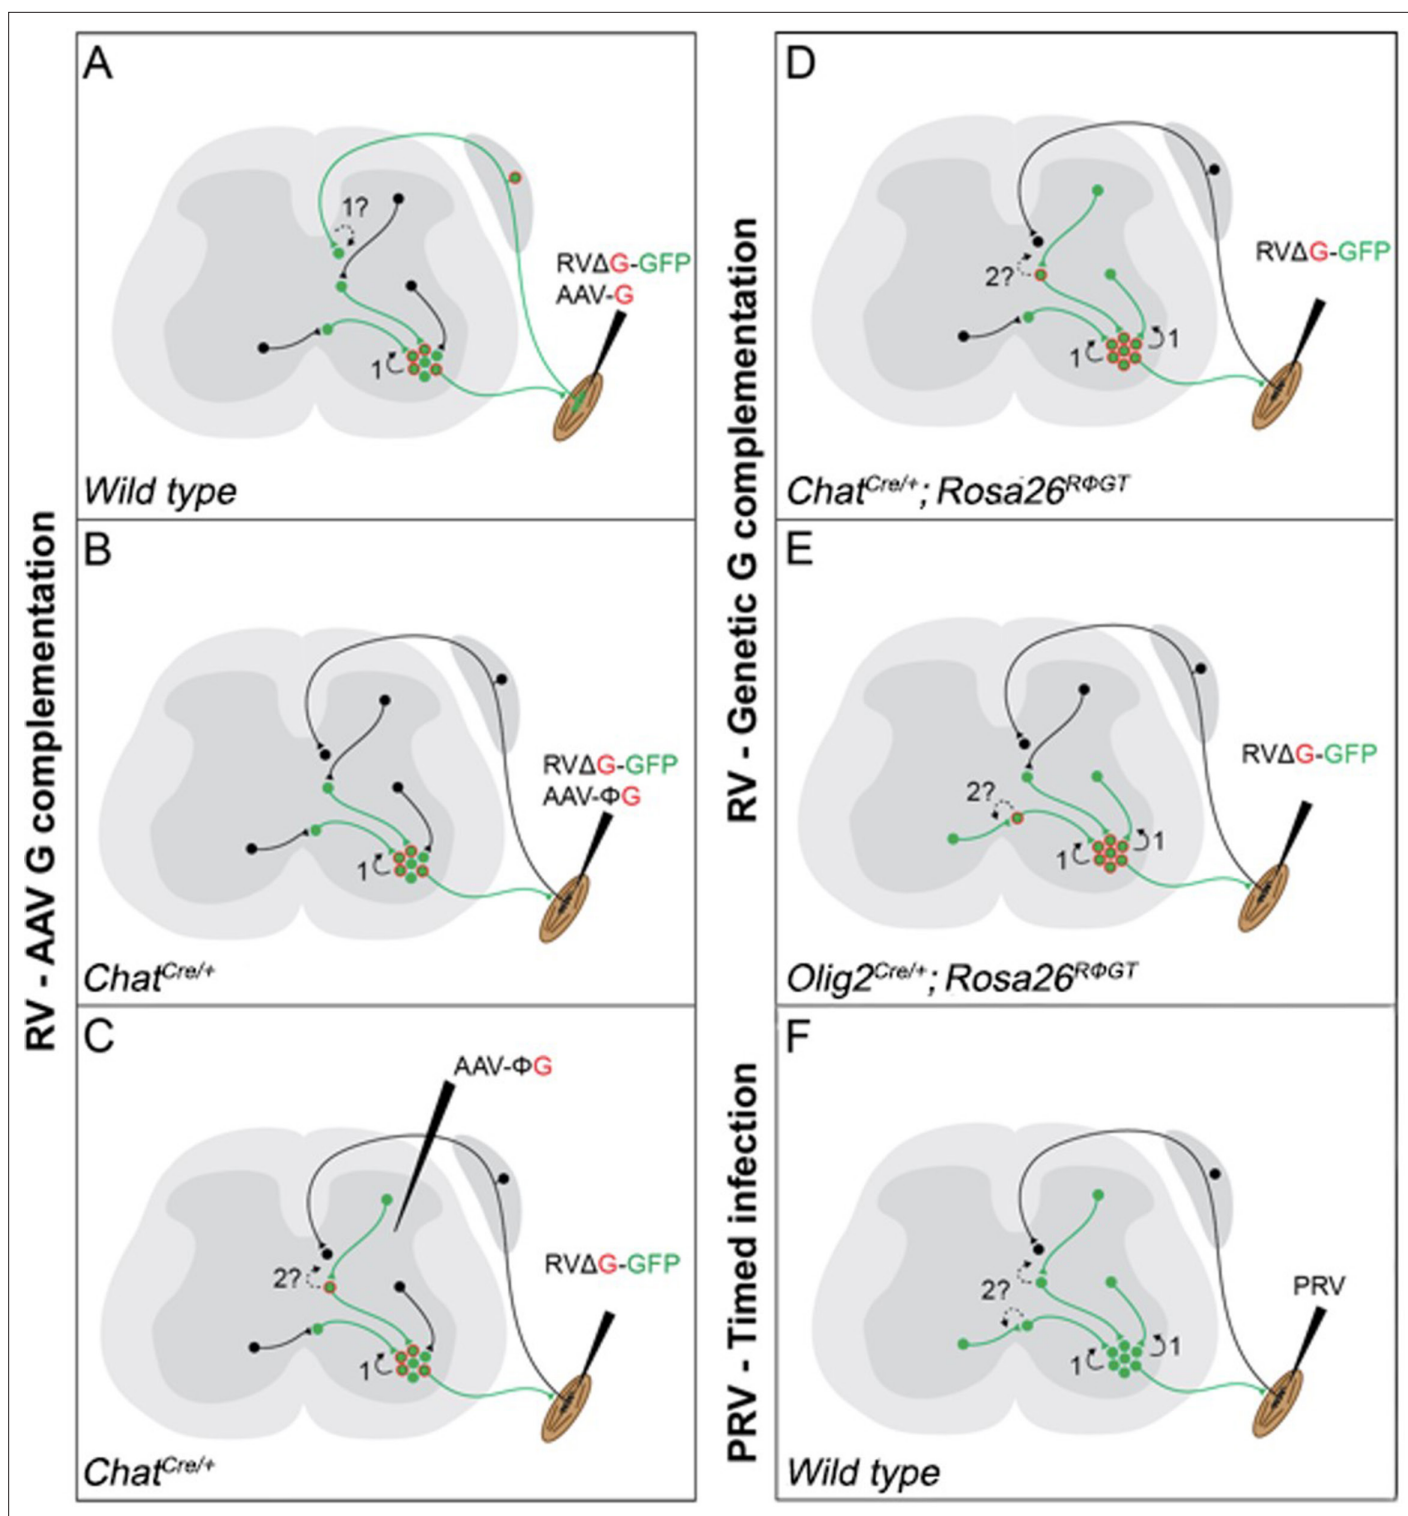 RV - AAV G complementation
A
1?
RVΔG-GFP
AAV-G
1
Wild type
B
RVΔG-GFP
AAV-ΦG
1
Chat^Cre/+
C
AAV-ΦG
2?
RVΔG-GFP
1
Chat^Cre/+
RV - Genetic G complementation
D
RVΔG-GFP
2?
1
1
Chat^Cre/+; Rosa26^RΦGT
E
RVΔG-GFP
2?
1
1
Olig2^Cre/+; Rosa26^RΦGT
PRV - Timed infection
F
PRV
2?
1
1
Wild type